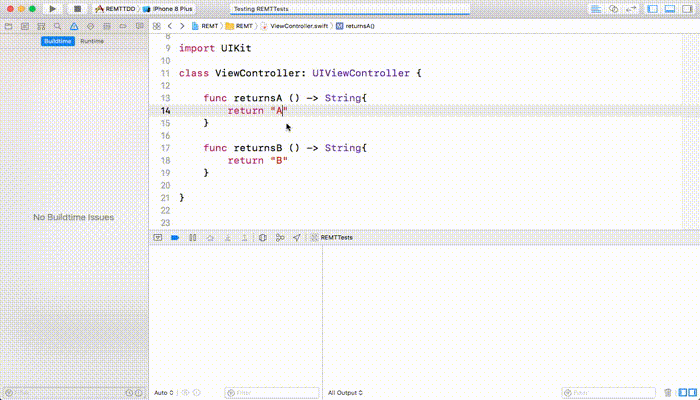 REMTTDD 〉 iPhone 8 Plus
Testing REMTTests
REMT 〉 REMT 〉 ViewController.swift 〉 M returnsA()
Buildtime Runtime
8
9 import UIKit
10
11 class ViewController: UIViewController {
12
13 func returnsA () -> String{
14 return "A"
15 }
16
17 func returnsB () -> String{
18 return "B"
19 }
20
21 }
22
23
No Buildtime Issues
REMTTests
Filter
Auto
Filter
All Output